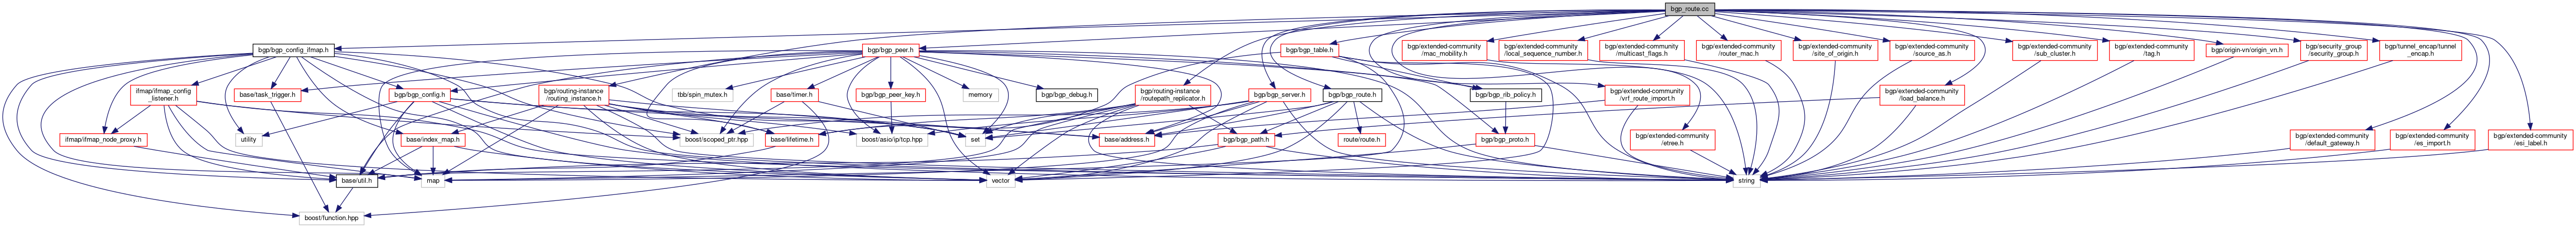 bgp_route.cc
bgp/bgp_config_ifmap.h
bgp/bgp_peer.h
bgp/bgp_table.h
bgp/extended-community
/mac_mobility.h
bgp/extended-community
/local_sequence_number.h
bgp/extended-community
/multicast_flags.h
bgp/extended-community
/router_mac.h
bgp/extended-community
/site_of_origin.h
bgp/extended-community
/source_as.h
bgp/extended-community
/sub_cluster.h
bgp/extended-community
/tag.h
bgp/origin-vn/origin_vn.h
bgp/security_group
/security_group.h
bgp/tunnel_encap/tunnel
_encap.h
ifmap/ifmap_config
_listener.h
base/task_trigger.h
bgp/bgp_config.h
bgp/routing-instance
/routing_instance.h
tbb/spin_mutex.h
base/timer.h
bgp/bgp_peer_key.h
memory
bgp/bgp_debug.h
bgp/routing-instance
/routepath_replicator.h
bgp/bgp_server.h
bgp/bgp_route.h
bgp/bgp_rib_policy.h
bgp/extended-community
/vrf_route_import.h
bgp/extended-community
/load_balance.h
ifmap/ifmap_node_proxy.h
utility
base/index_map.h
boost/scoped_ptr.hpp
base/lifetime.h
boost/asio/ip/tcp.hpp
set
base/address.h
bgp/bgp_path.h
route/route.h
bgp/bgp_proto.h
bgp/extended-community
/etree.h
bgp/extended-community
/default_gateway.h
bgp/extended-community
/es_import.h
bgp/extended-community
/esi_label.h
base/util.h
map
vector
string
boost/function.hpp